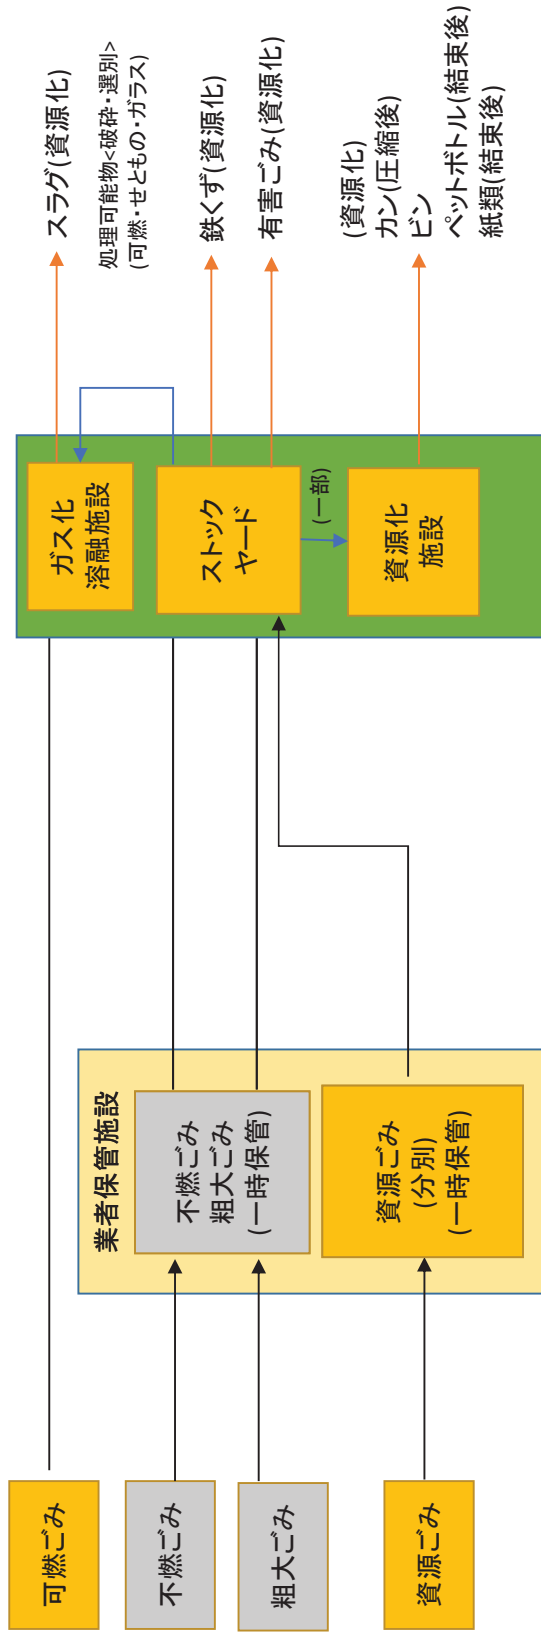 可燃ごみ
不燃ごみ
粗大ごみ
資源ごみ
業者保管施設
不燃ごみ
粗大ごみ
(一時保管)
資源ごみ
(分別)
(一時保管)
ガス化
溶融施設
ストック
ヤード
(一部)
資源化
施設
スラグ(資源化)
処理可能物<破砕・選別>
(可燃・せともの・ガラス)
鉄くず(資源化)
有害ごみ(資源化)
(資源化)
カン(圧縮後)
ビン
ペットボトル(結束後)
紙類(結束後)